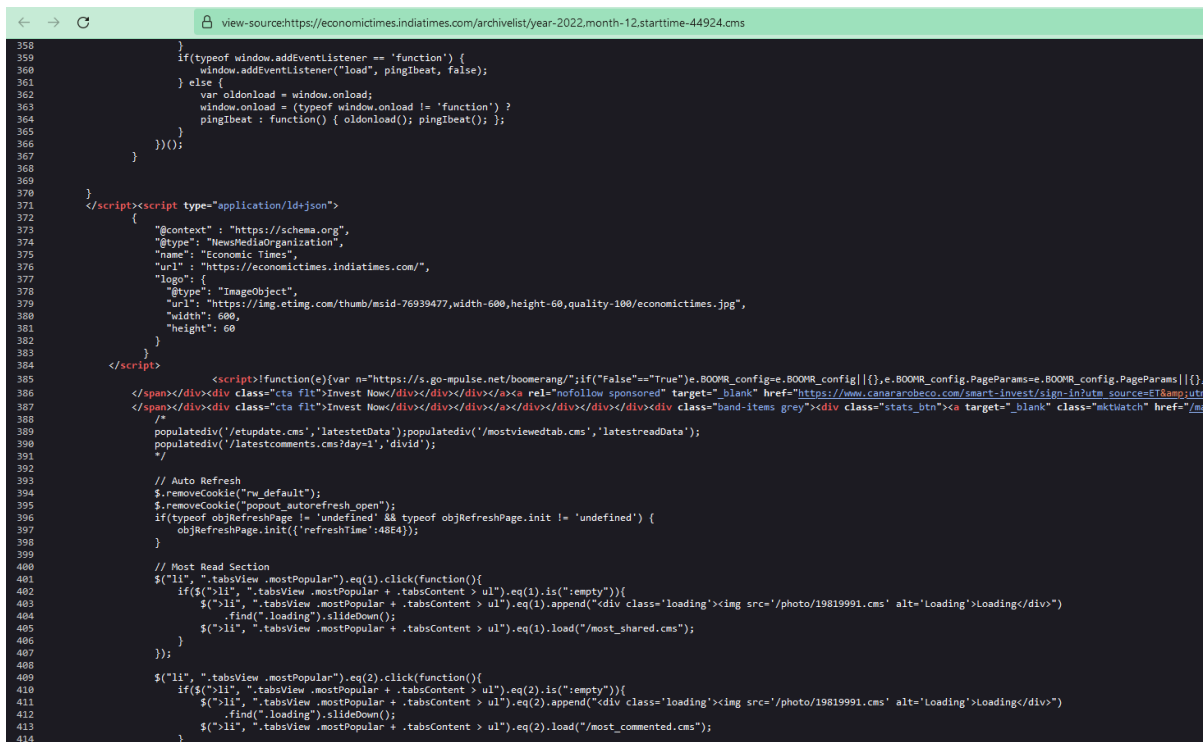 view-source:https://economictimes.indiatimes.com/archivelist/year-2022,month-12,starttime-44924.cms
358 }
359 if(typeof window.addEventListener == 'function') {
360 window.addEventListener("load", pingIbeat, false);
361 } else {
362 var oldonload = window.onload;
363 window.onload = (typeof window.onload != 'function') ?
364 pingIbeat : function() { oldonload(); pingIbeat(); };
365 }
366 })();
367 }
368
369
370 }
371 </script><script type="application/ld+json">
372 {
373 "@context" : "https://schema.org",
374 "@type": "NewsMediaOrganization",
375 "name": "Economic Times",
376 "url" : "https://economictimes.indiatimes.com/",
377 "logo": {
378 "@type": "ImageObject",
379 "url": "https://img.etimg.com/thumb/msid-76939477,width-600,height-60,quality-100/economictimes.jpg",
380 "width": 600,
381 "height": 60
382 }
383 }
384 </script>
385 <script>!function(e){var n="https://s.go-mpulse.net/boomerang/";if("False"=="True")e.BOOMR_config=e.BOOMR_config||{},e.BOOMR_config.PageParams=e.BOOMR_config.PageParams||{},
386 </span></div><div class="cta flt">Invest Now</div></div></div></a><a rel="nofollow sponsored" target="_blank" href="https://www.canararobeco.com/smart-invest/sign-in?utm_source=ET&amp;utm
387 </span></div><div class="cta flt">Invest Now</div></div></div></a></div></div></div></div><div class="band-items grey"><div class="stats_btn"><a target="_blank" class="mktWatch" href="/ma
388 /*
389 populatediv('/etupdate.cms','latestetData');populatediv('/mostviewedtab.cms','latestreadData');
390 populatediv('/latestcomments.cms?day=1','divid');
391 */
392
393 // Auto Refresh
394 $.removeCookie("rw_default");
395 $.removeCookie("popout_autorefresh_open");
396 if(typeof objRefreshPage != 'undefined' && typeof objRefreshPage.init != 'undefined') {
397 objRefreshPage.init({'refreshTime':48E4});
398 }
399
400 // Most Read Section
401 $("li", ".tabsView .mostPopular").eq(1).click(function(){
402 if($(">li", ".tabsView .mostPopular + .tabsContent > ul").eq(1).is(":empty")){
403 $(">li", ".tabsView .mostPopular + .tabsContent > ul").eq(1).append("<div class='loading'><img src='/photo/19819991.cms' alt='Loading'>Loading</div>")
404 .find(".loading").slideDown();
405 $(">li", ".tabsView .mostPopular + .tabsContent > ul").eq(1).load("/most_shared.cms");
406 }
407 });
408
409 $("li", ".tabsView .mostPopular").eq(2).click(function(){
410 if($(">li", ".tabsView .mostPopular + .tabsContent > ul").eq(2).is(":empty")){
411 $(">li", ".tabsView .mostPopular + .tabsContent > ul").eq(2).append("<div class='loading'><img src='/photo/19819991.cms' alt='Loading'>Loading</div>")
412 .find(".loading").slideDown();
413 $(">li", ".tabsView .mostPopular + .tabsContent > ul").eq(2).load("/most_commented.cms");
414 }